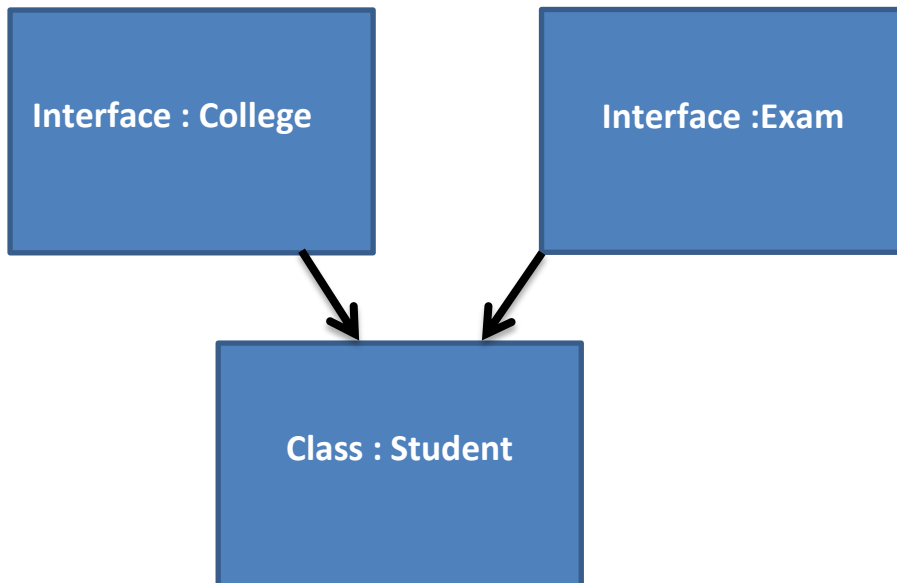 Interface : College
Interface :Exam
Class : Student